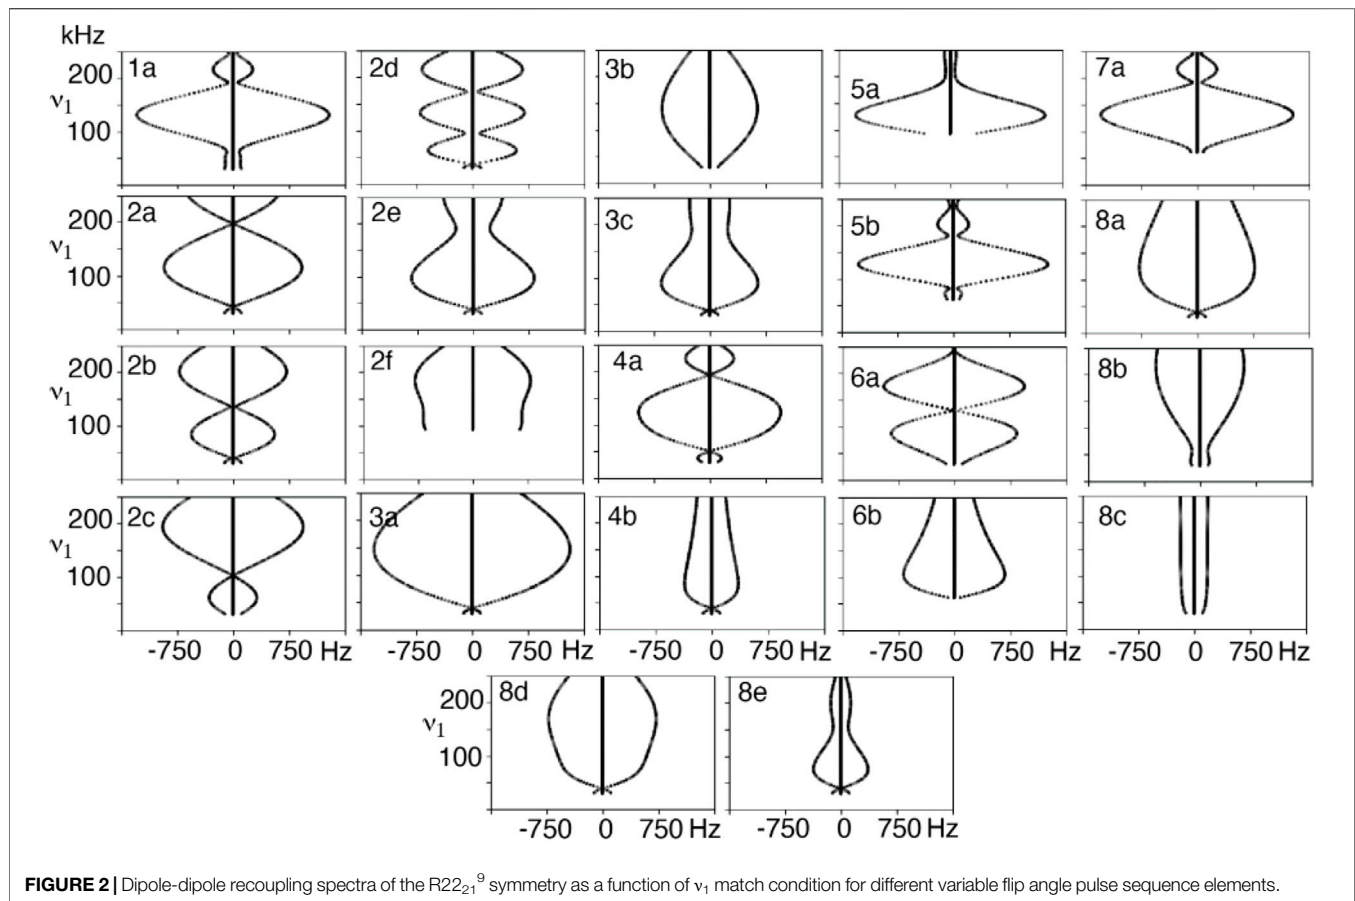 kHz
1a 2d 3b 5a 7a
200
ν1
100
2a 2e 3c 5b 8a
200
ν1
100
2b 2f 4a 6a 8b
200
ν1
100
2c 3a 4b 6b 8c
200
ν1
100
-750 0 750 Hz -750 0 750 Hz -750 0 750 Hz -750 0 750 Hz -750 0 750 Hz
8d 8e
200
ν1
100
-750 0 750 Hz -750 0 750 Hz
FIGURE 2 | Dipole-dipole recoupling spectra of the R22₂₁⁹ symmetry as a function of ν₁ match condition for different variable flip angle pulse sequence elements.